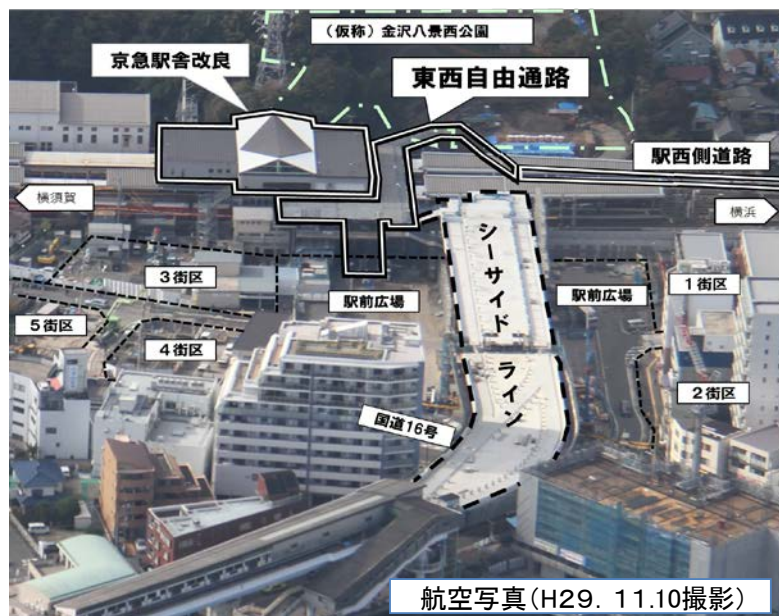 （仮称）金沢八景西公園
京急駅舎改良
東西自由通路
駅西側道路
横須賀
横浜
シーサイド
ライン
3街区
駅前広場
駅前広場
1街区
5街区
4街区
2街区
国道16号
航空写真（H29．11.10撮影）